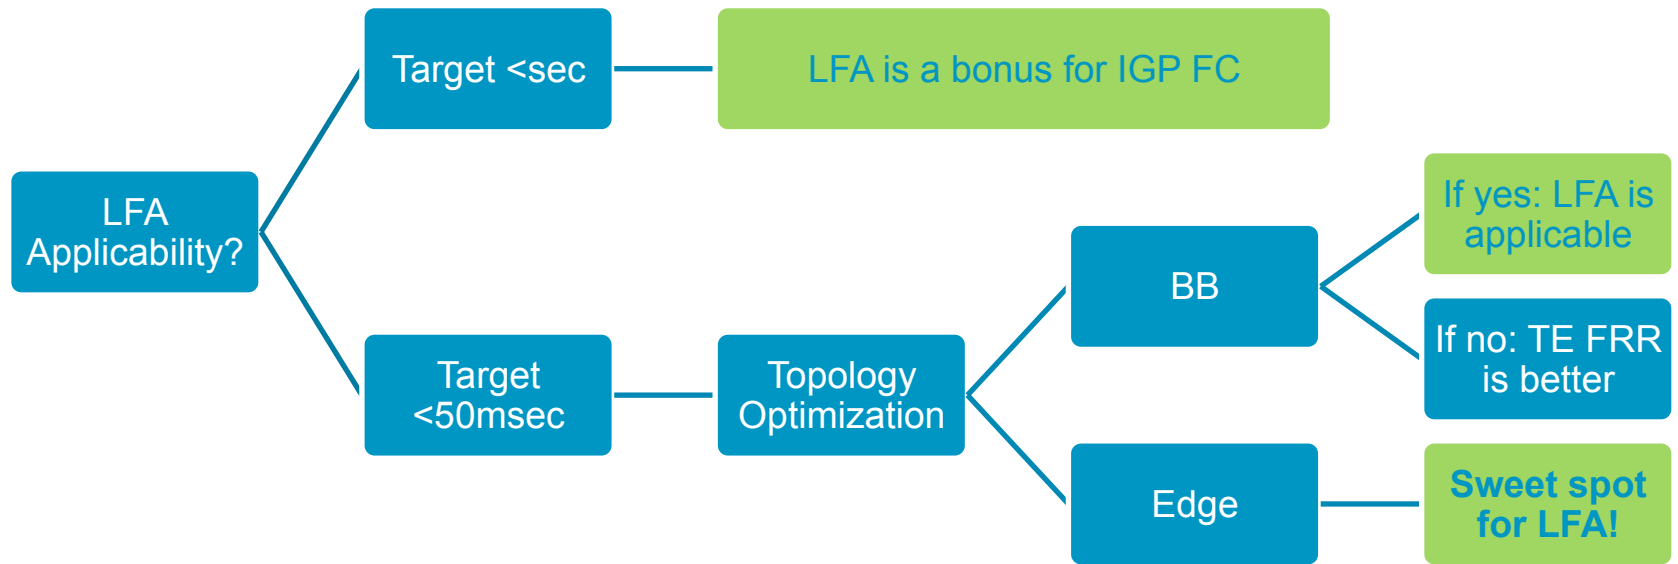 LFA
Applicability?
Target <sec
LFA is a bonus for IGP FC
Target
<50msec
Topology
Optimization
BB
If yes: LFA is
applicable
If no: TE FRR
is better
Edge
Sweet spot
for LFA!